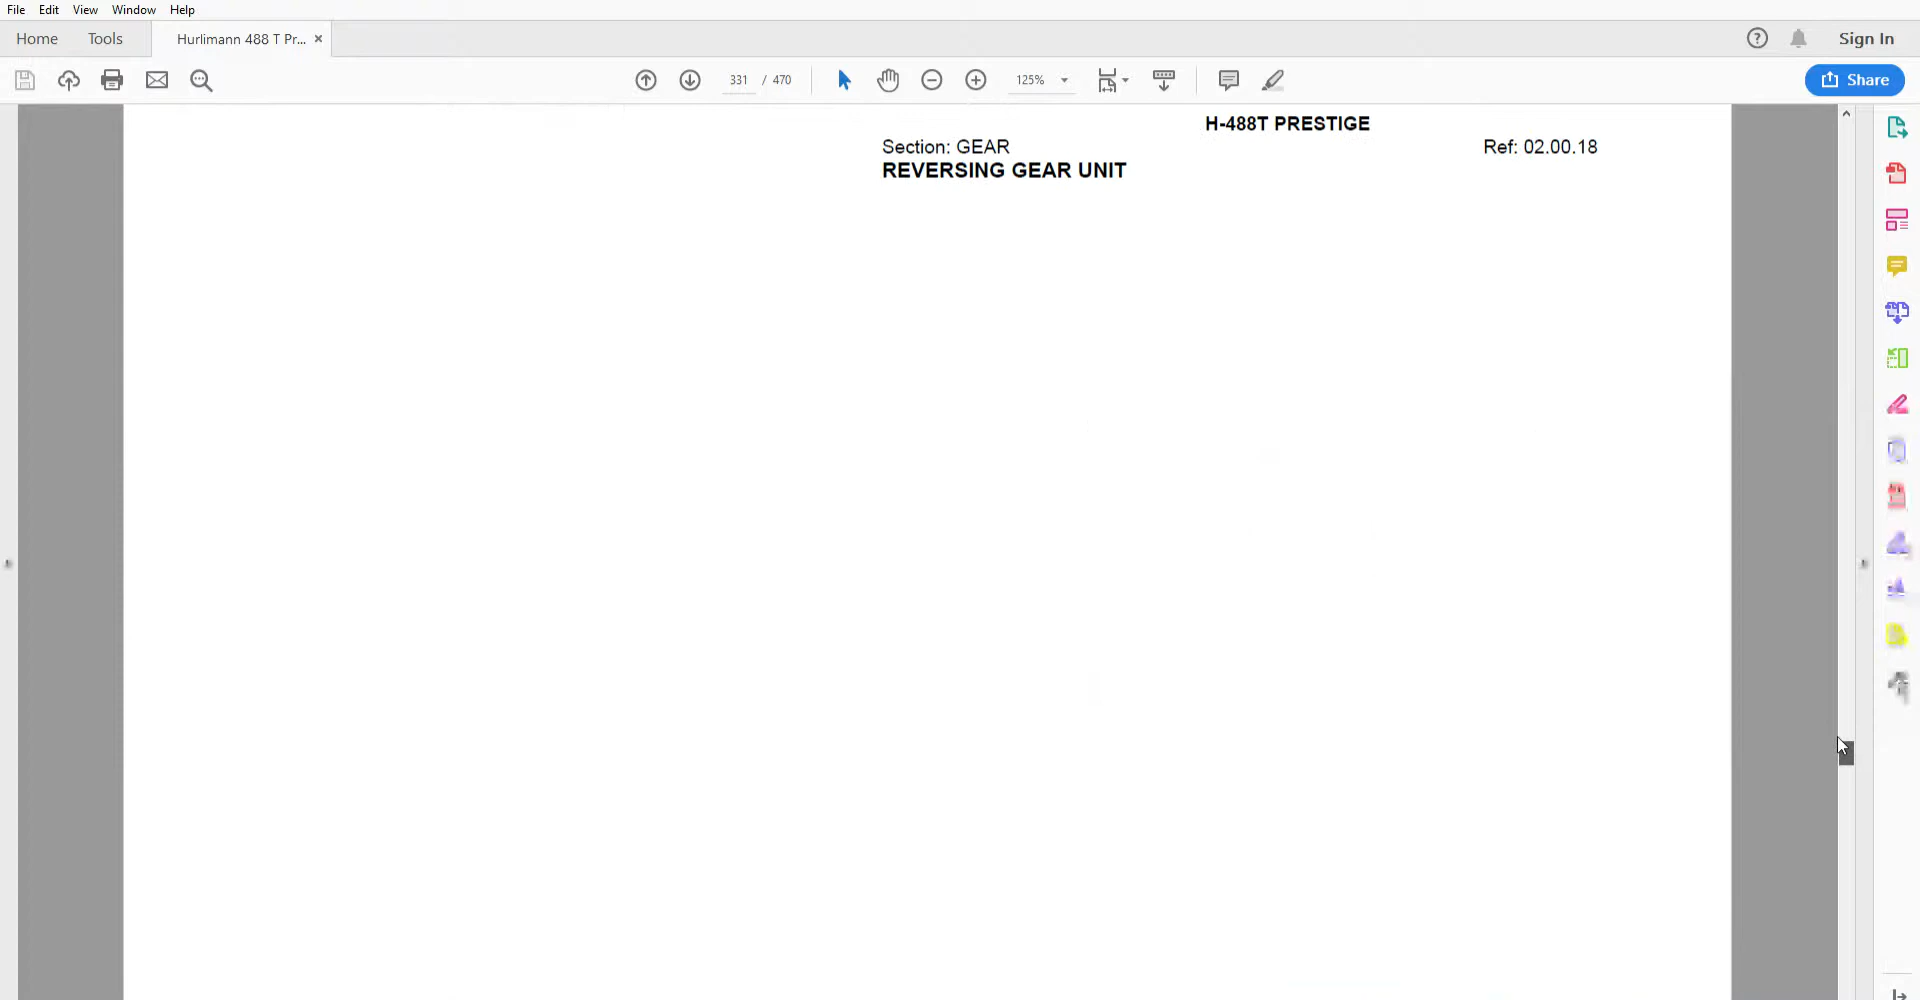 File Edit View Window Help
Home Tools Hurlimann 488 T Pr... Sign In
331 / 470 125% Share
H-488T PRESTIGE
Section: GEAR Ref: 02.00.18
REVERSING GEAR UNIT